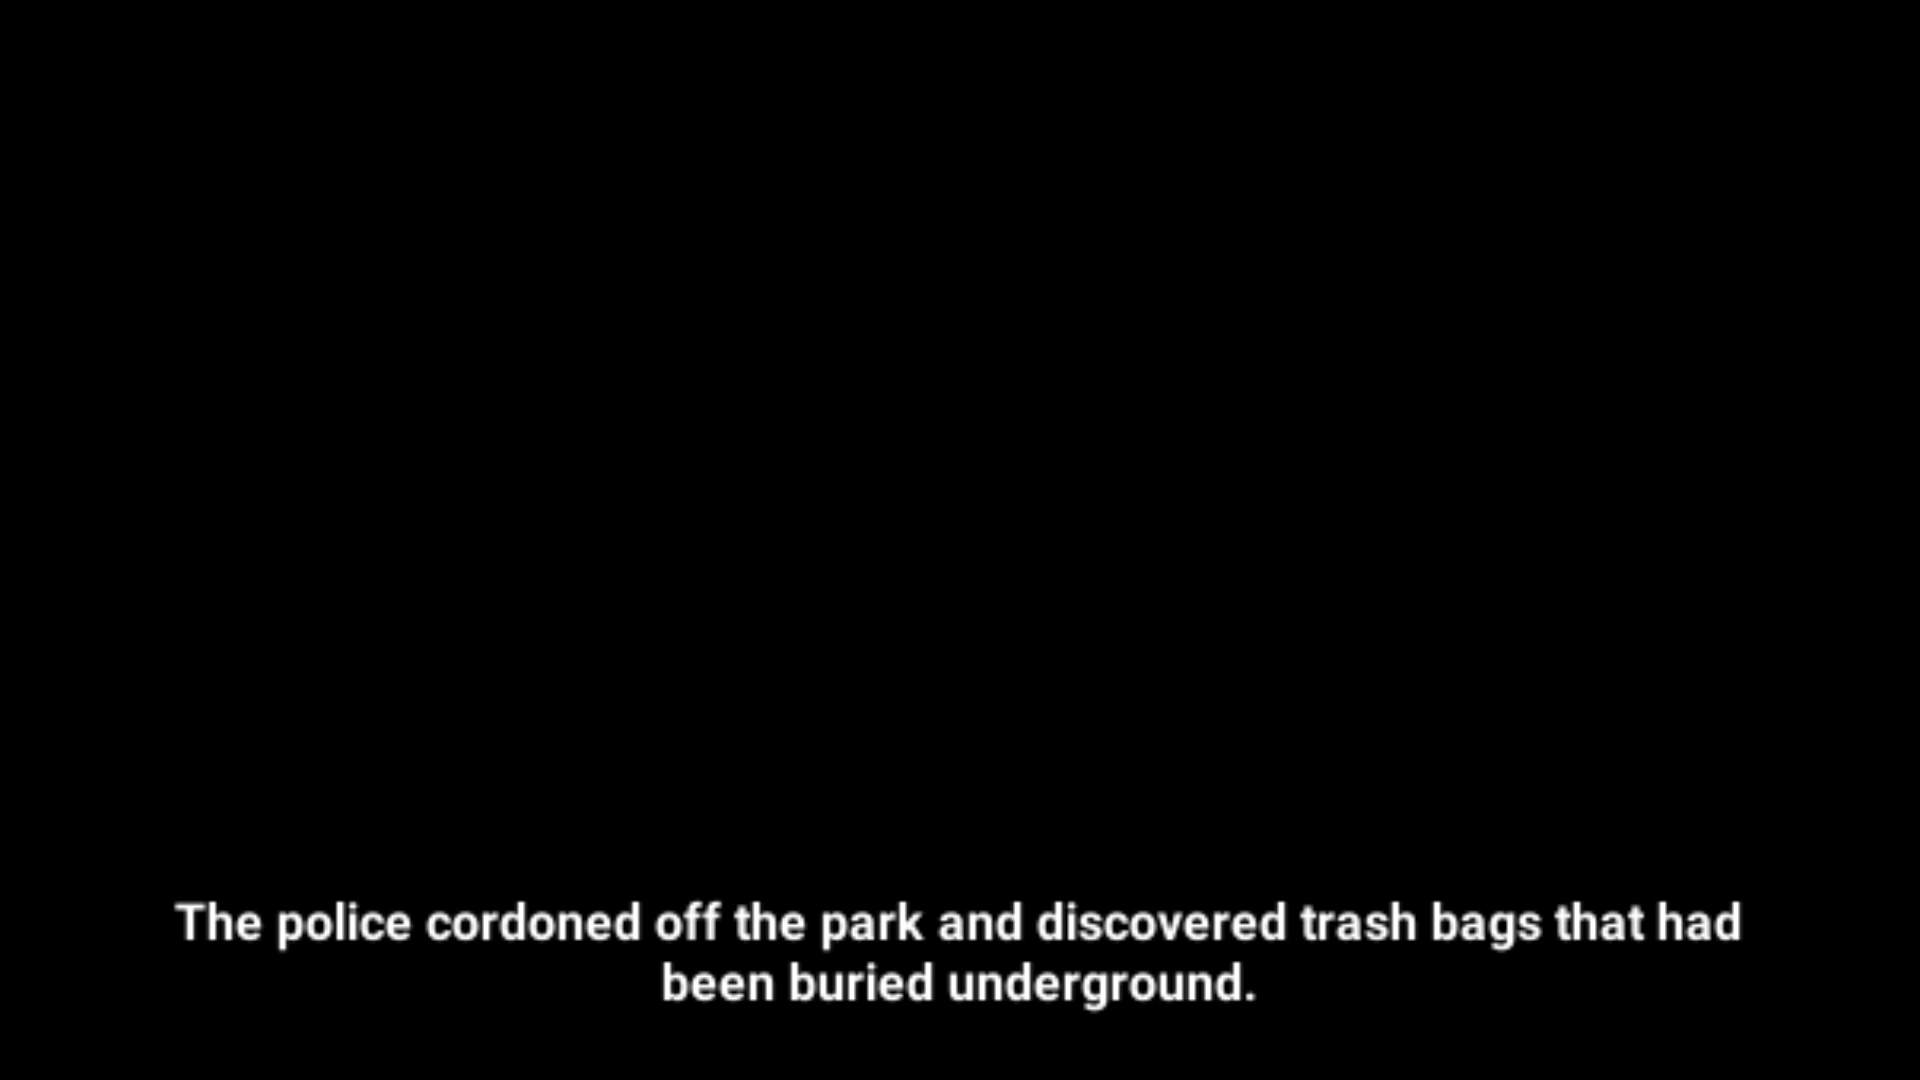 The police cordoned off the park and discovered trash bags that had
been buried underground.